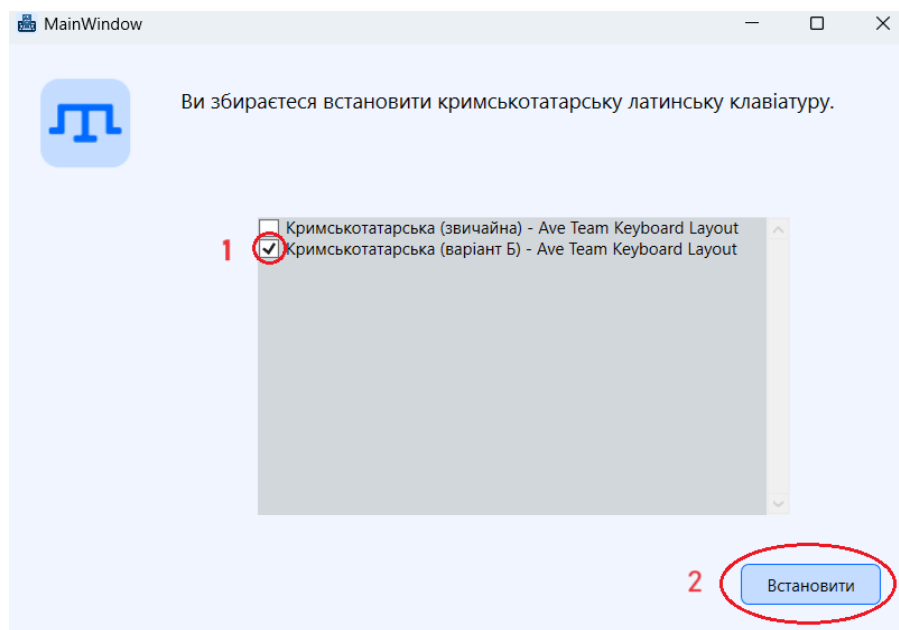 MainWindow
Ви збираєтеся встановити кримськотатарську латинську клавіатуру.
Кримськотатарська (звичайна) - Ave Team Keyboard Layout
1 Кримськотатарська (варіант Б) - Ave Team Keyboard Layout
2 Встановити